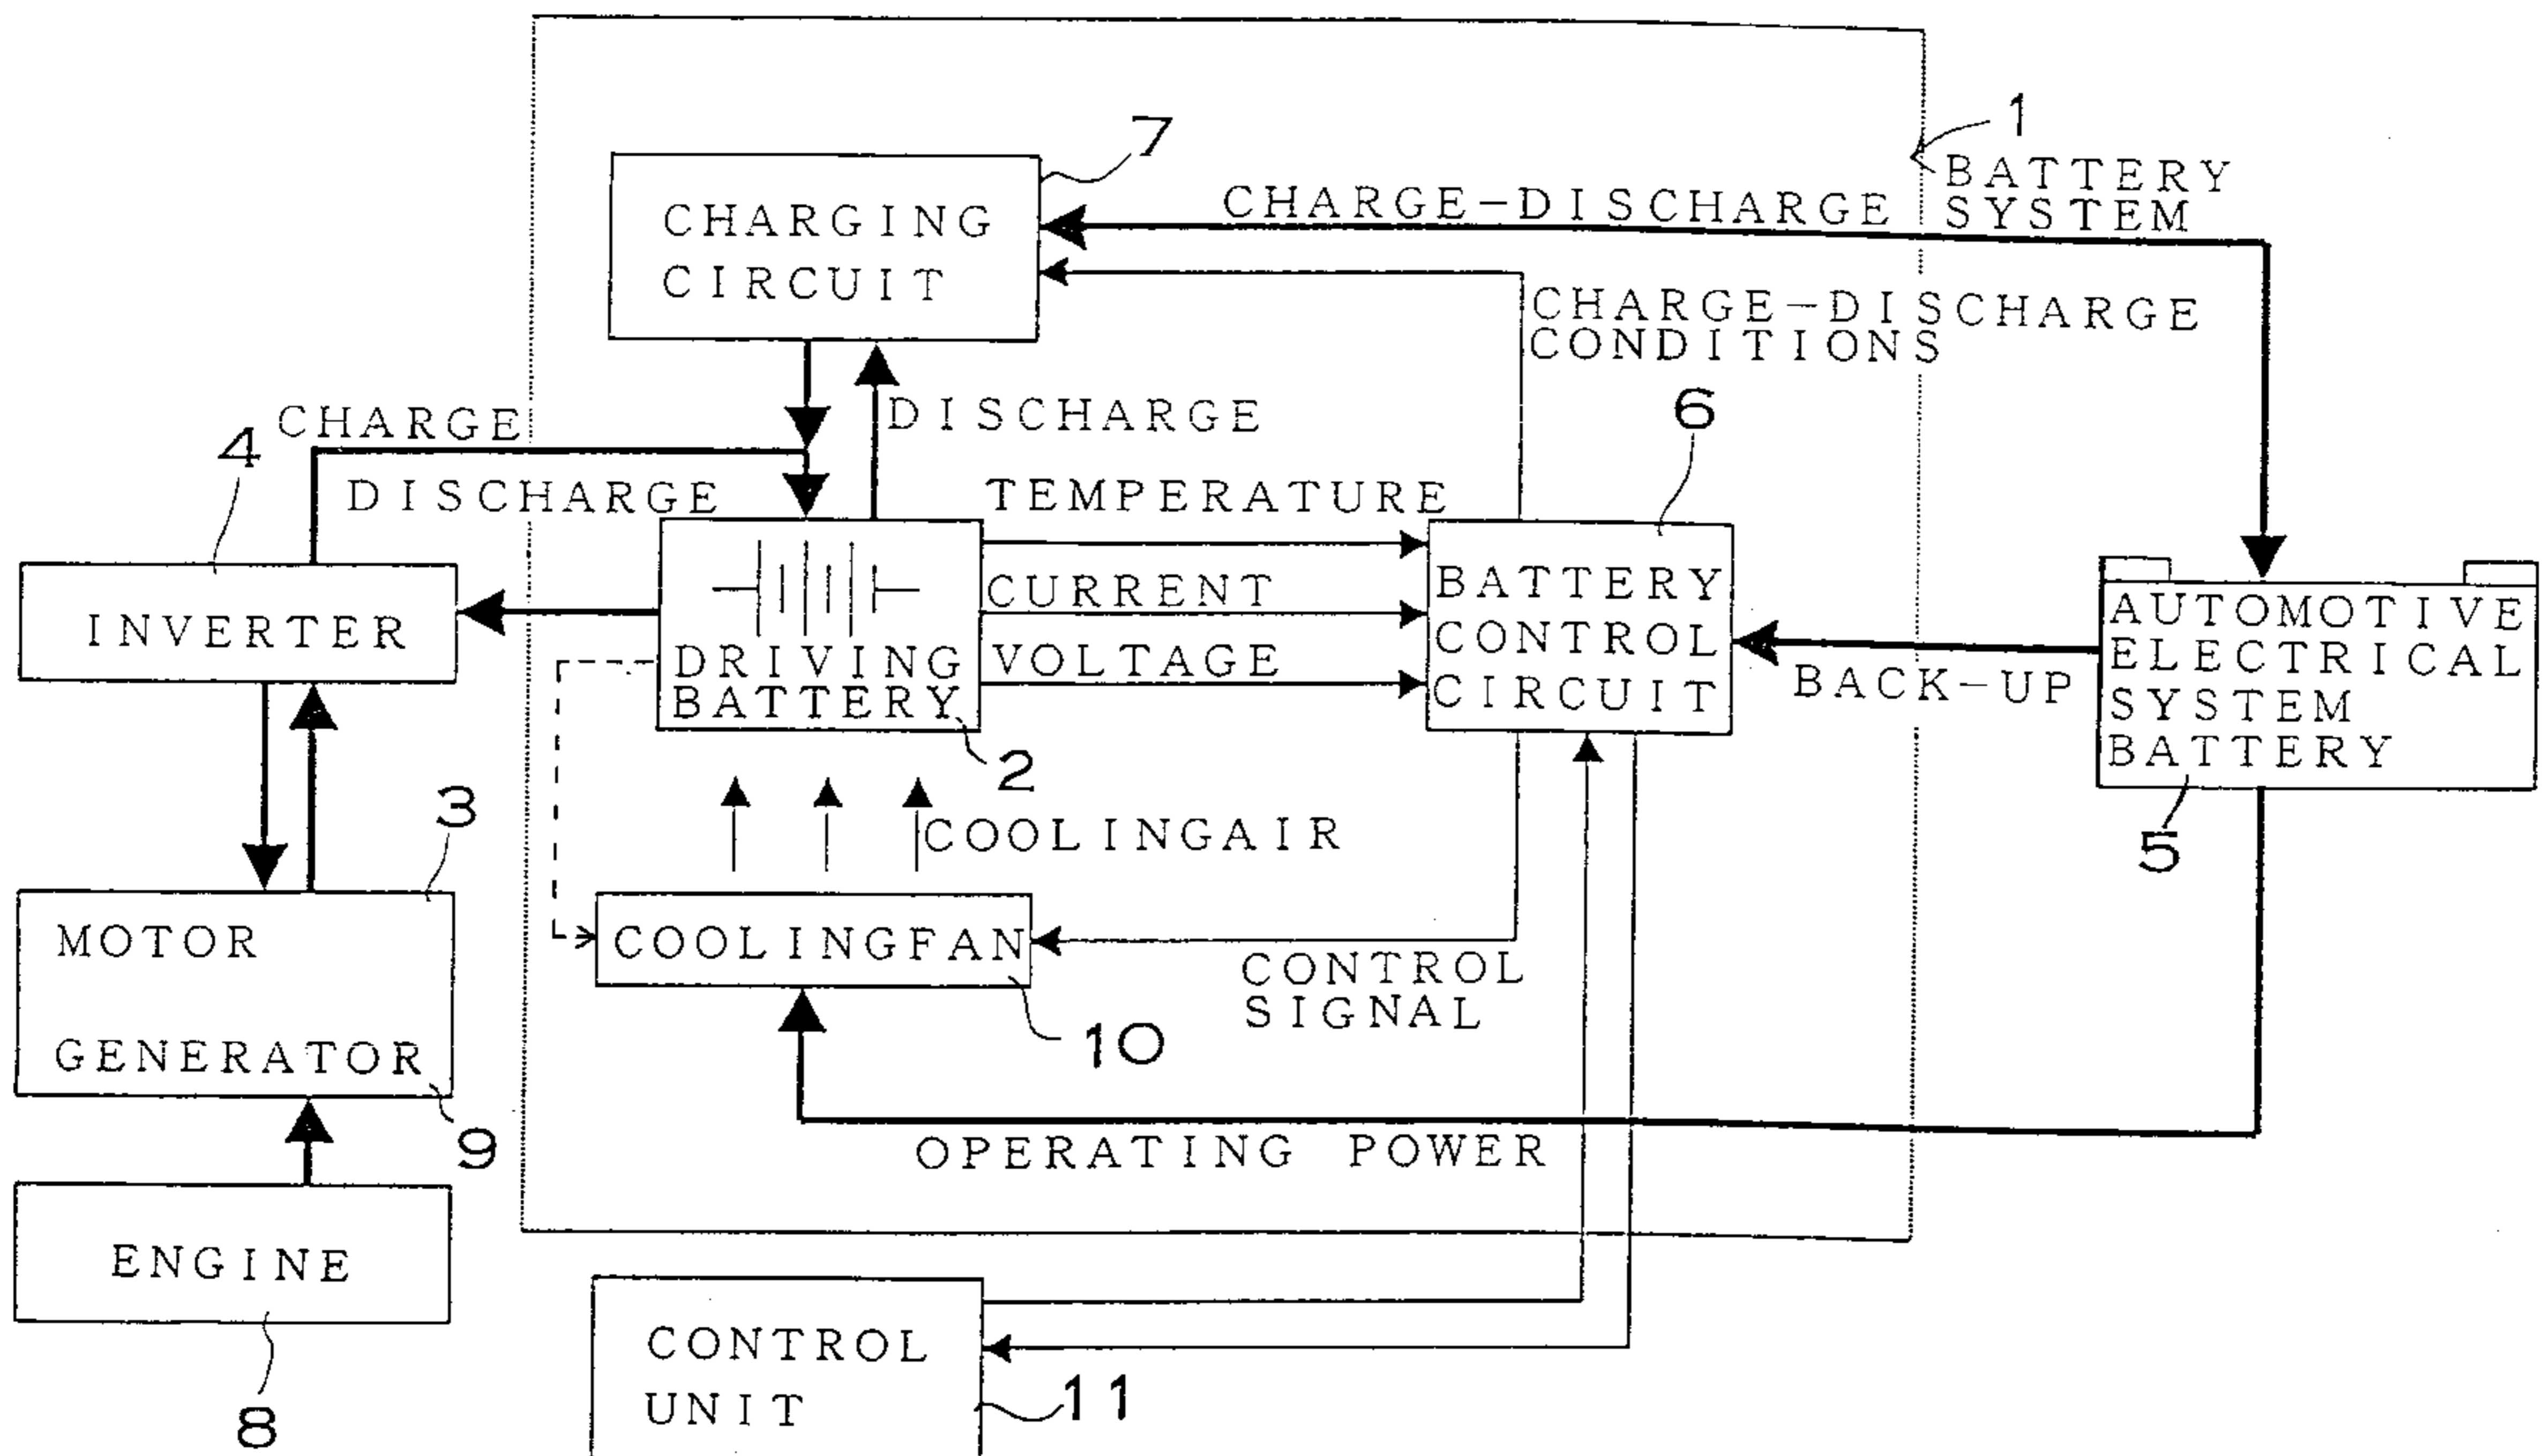 1
BATTERY
SYSTEM
7
CHARGING
CIRCUIT
CHARGE-DISCHARGE
CHARGE-DISCHARGE
CONDITIONS
CHARGE
DISCHARGE
DISCHARGE
4
INVERTER
TEMPERATURE
CURRENT
VOLTAGE
DRIVING
BATTERY
2
6
BATTERY
CONTROL
CIRCUIT
BACK-UP
AUTOMOTIVE
ELECTRICAL
SYSTEM
BATTERY
5
3
MOTOR
GENERATOR
9
COOLINGAIR
COOLINGFAN
10
CONTROL
SIGNAL
OPERATING POWER
ENGINE
8
CONTROL
UNIT
11